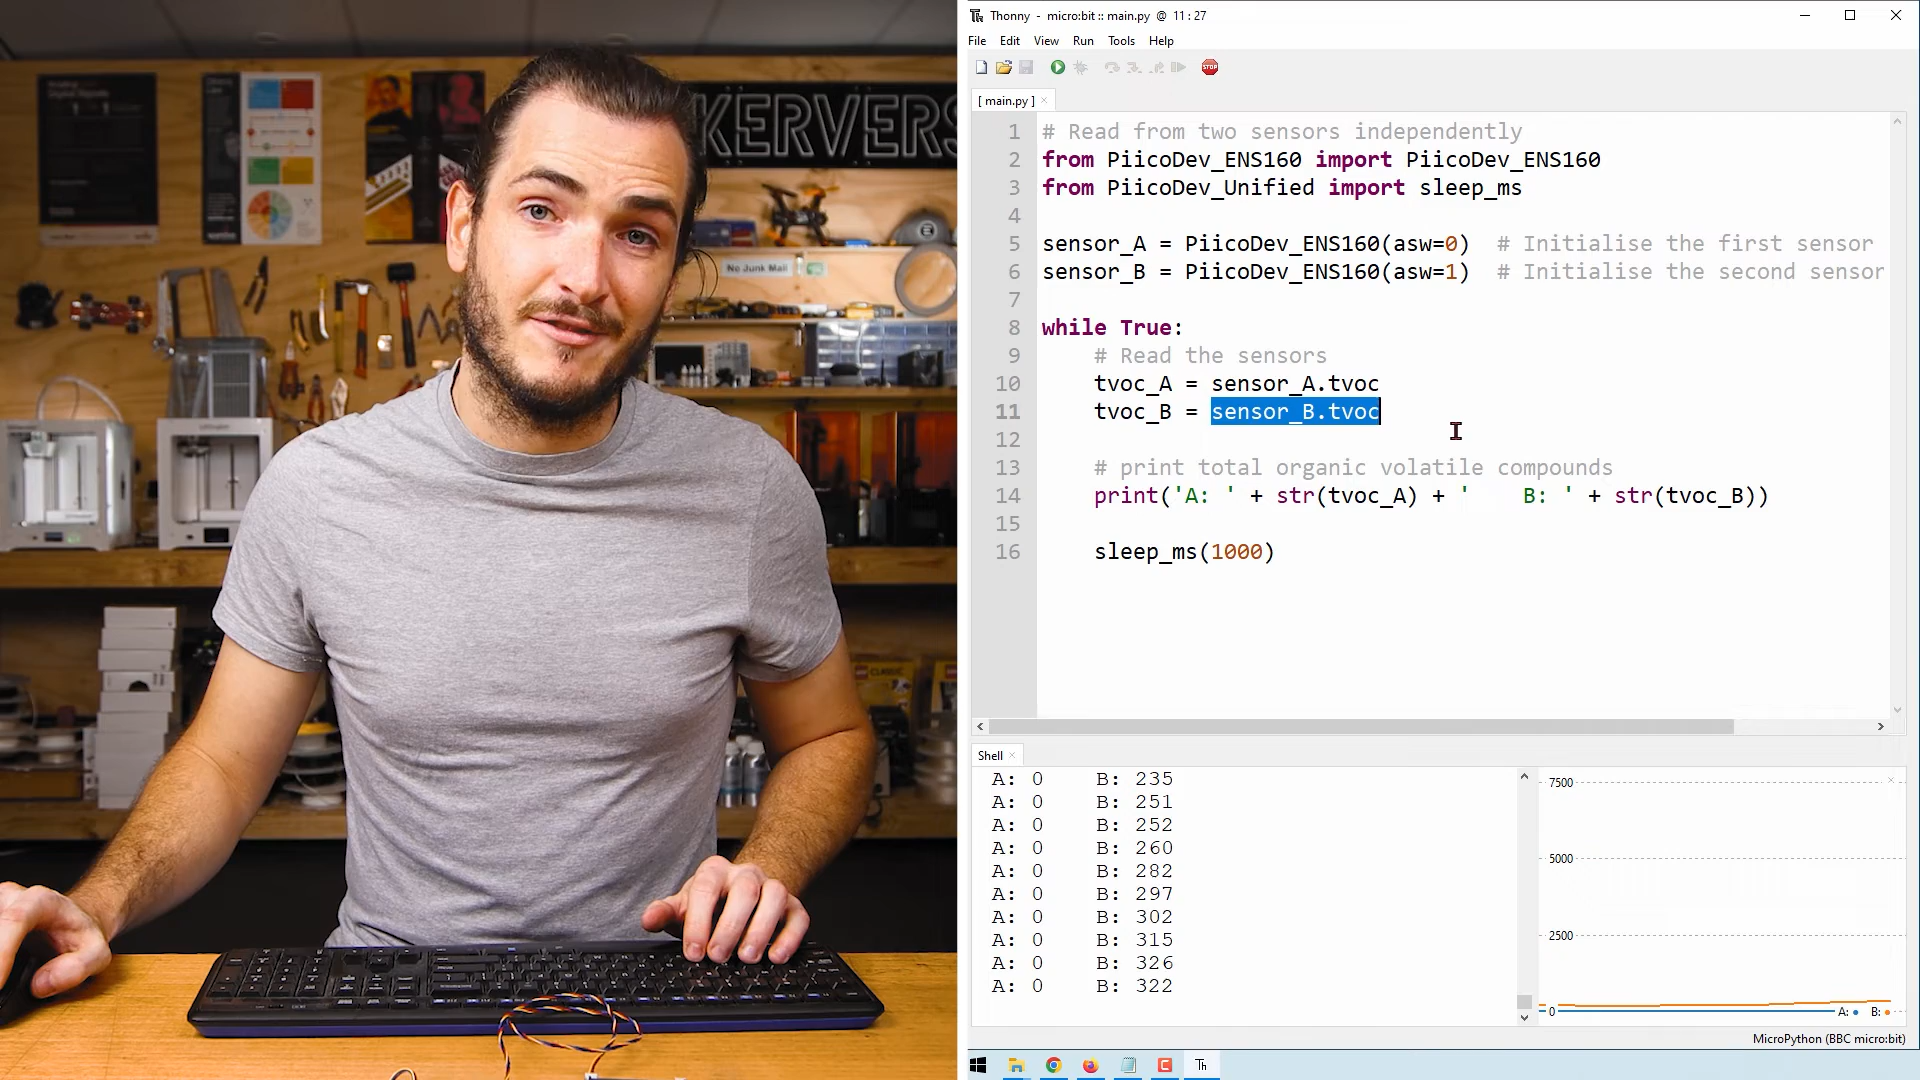 KERVERS
No Junk Mail
CLASSIC
Thonny - micro:bit :: main.py @ 11 : 27
File Edit View Run Tools Help
STOP
[ main.py ]
1 # Read from two sensors independently
2 from PiicoDev_ENS160 import PiicoDev_ENS160
3 from PiicoDev_Unified import sleep_ms
4
5 sensor_A = PiicoDev_ENS160(asw=0) # Initialise the first sensor
6 sensor_B = PiicoDev_ENS160(asw=1) # Initialise the second sensor
7
8 while True:
9 # Read the sensors
10 tvoc_A = sensor_A.tvoc
11 tvoc_B = sensor_B.tvoc
12
13 # print total organic volatile compounds
14 print('A: ' + str(tvoc_A) + '    B: ' + str(tvoc_B))
15
16 sleep_ms(1000)
Shell
A: 0    B: 235
A: 0    B: 251
A: 0    B: 252
A: 0    B: 260
A: 0    B: 282
A: 0    B: 297
A: 0    B: 302
A: 0    B: 315
A: 0    B: 326
A: 0    B: 322
7500
5000
2500
0
A: B:
MicroPython (BBC micro:bit)
Th